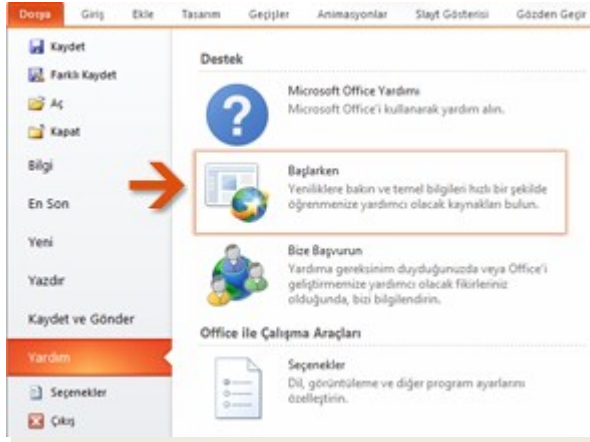 Dosya Giriş Ekle Tasarım Geçişler Animasyonlar Slayt Gösterisi Gözden Geçir
Kaydet
Farklı Kaydet
Aç
Kapat
Bilgi
En Son
Yeni
Yazdır
Kaydet ve Gönder
Yardım
Seçenekler
Çıkış
Destek
Microsoft Office Yardımı
Microsoft Office'i kullanarak yardım alın.
Başlarken
Yeniliklere bakın ve temel bilgileri hızlı bir şekilde
öğrenmenize yardımcı olacak kaynakları bulun.
Bize Başvurun
Yardıma gereksinim duyduğunuzda veya Office'i
geliştirmemize yardımcı olacak fikirleriniz
olduğunda, bizi bilgilendirin.
Office ile Çalışma Araçları
Seçenekler
Dil, görüntüleme ve diğer program ayarlarını
özelleştirin.